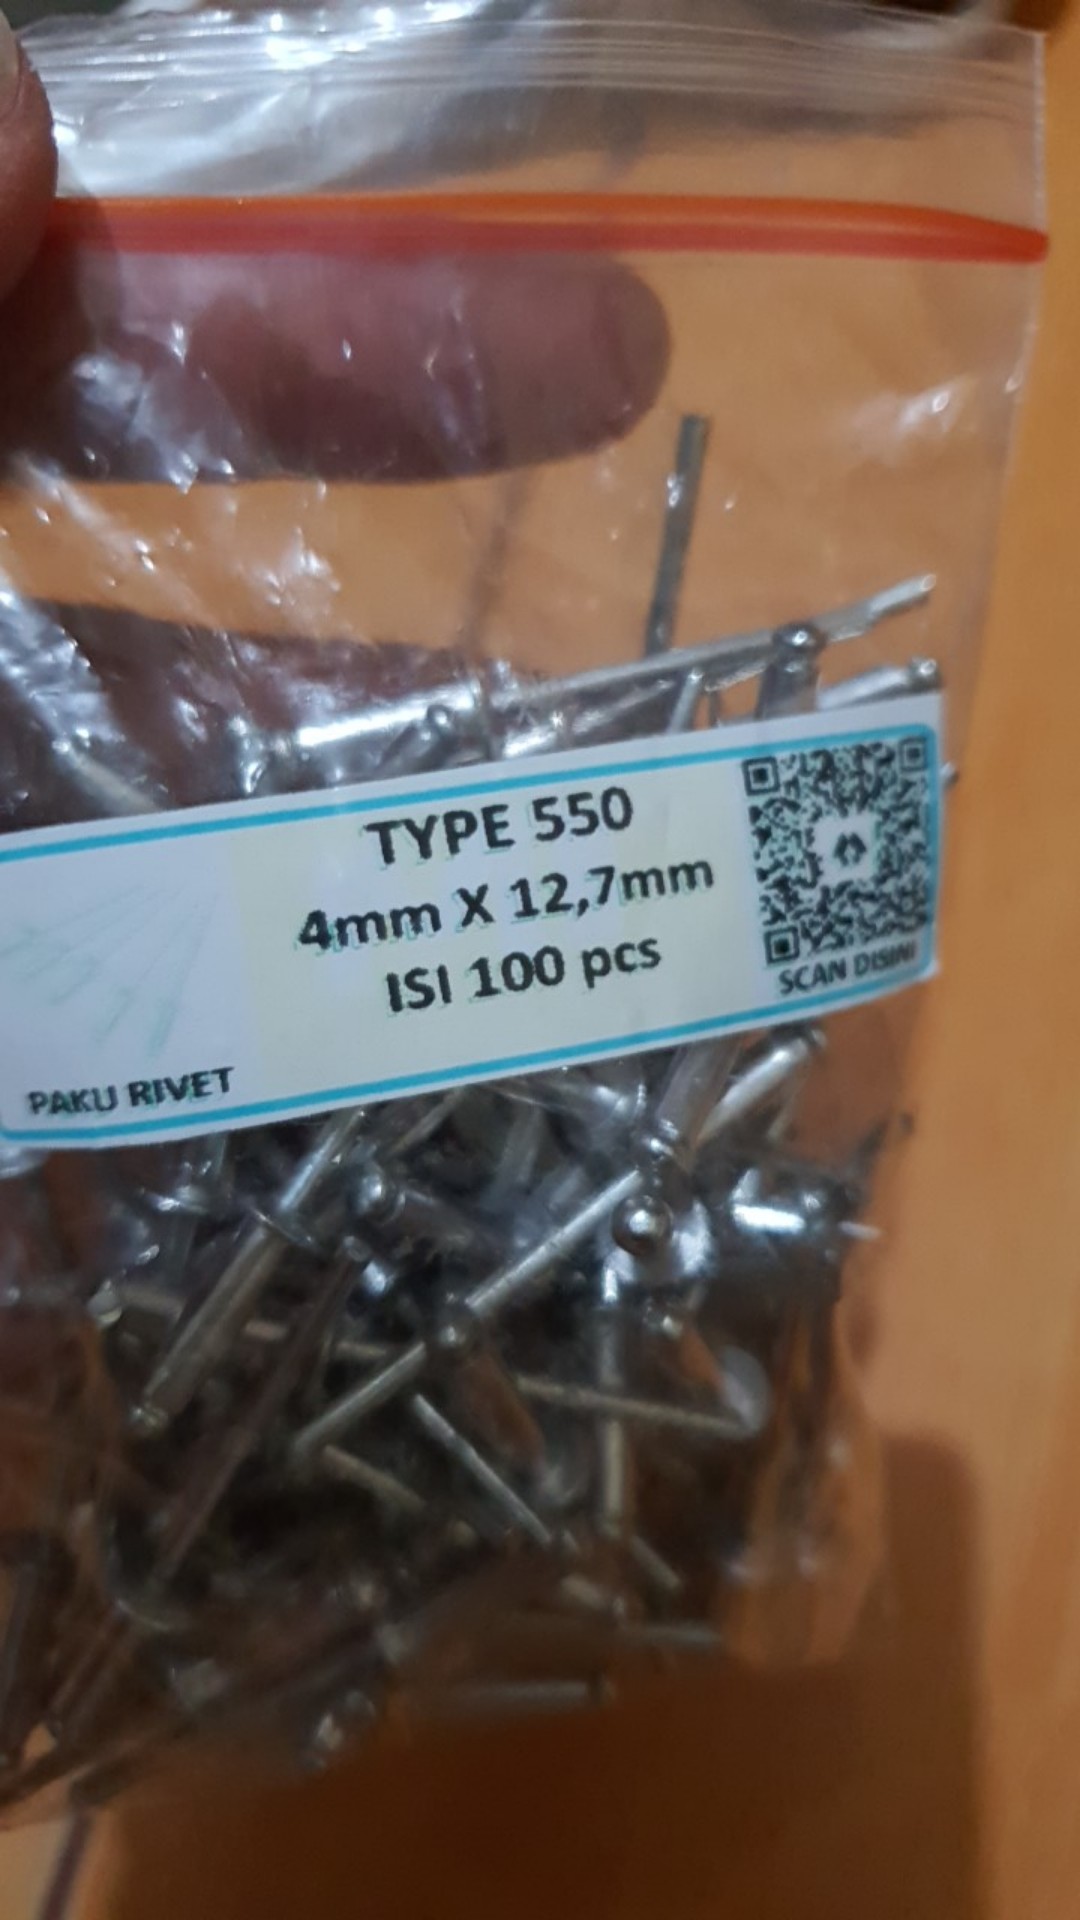 TYPE 550
4mm X 12,7mm
ISI 100 pcs
SCAN DISINI
PAKU RIVET